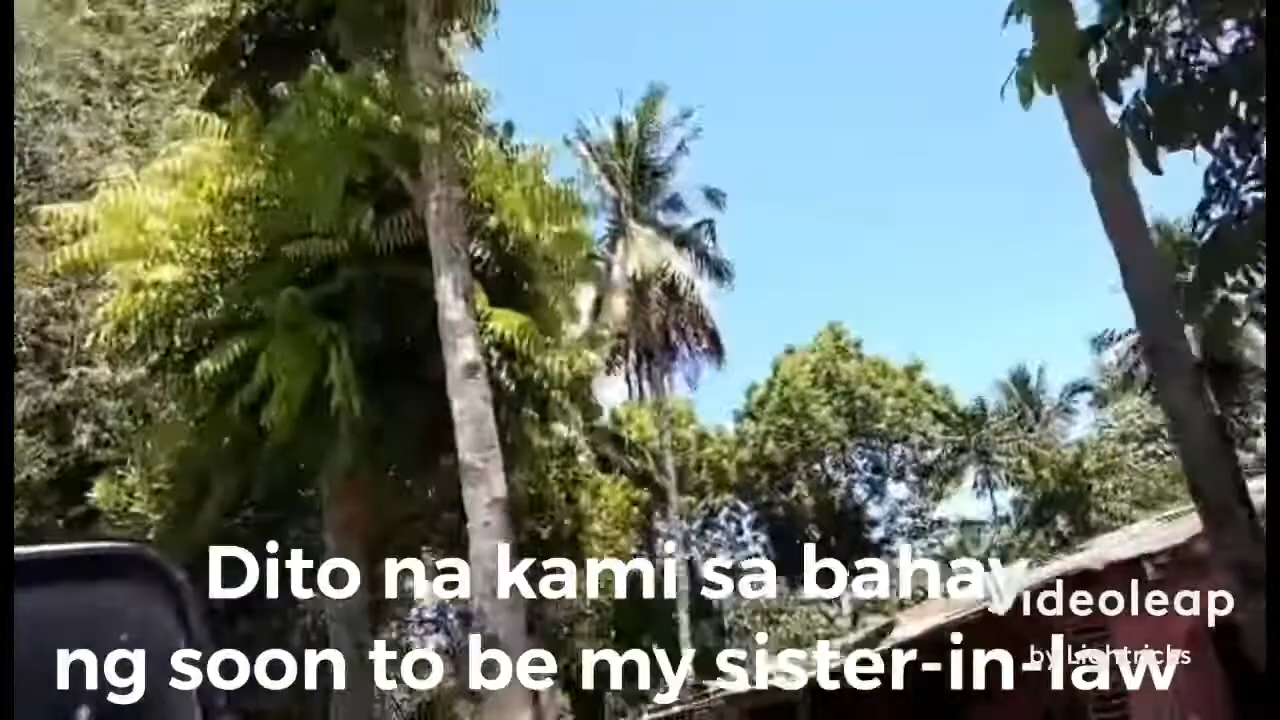 Dito na kami sa bahay
ng soon to be my sister-in-law
Videoleap
by Lightricks